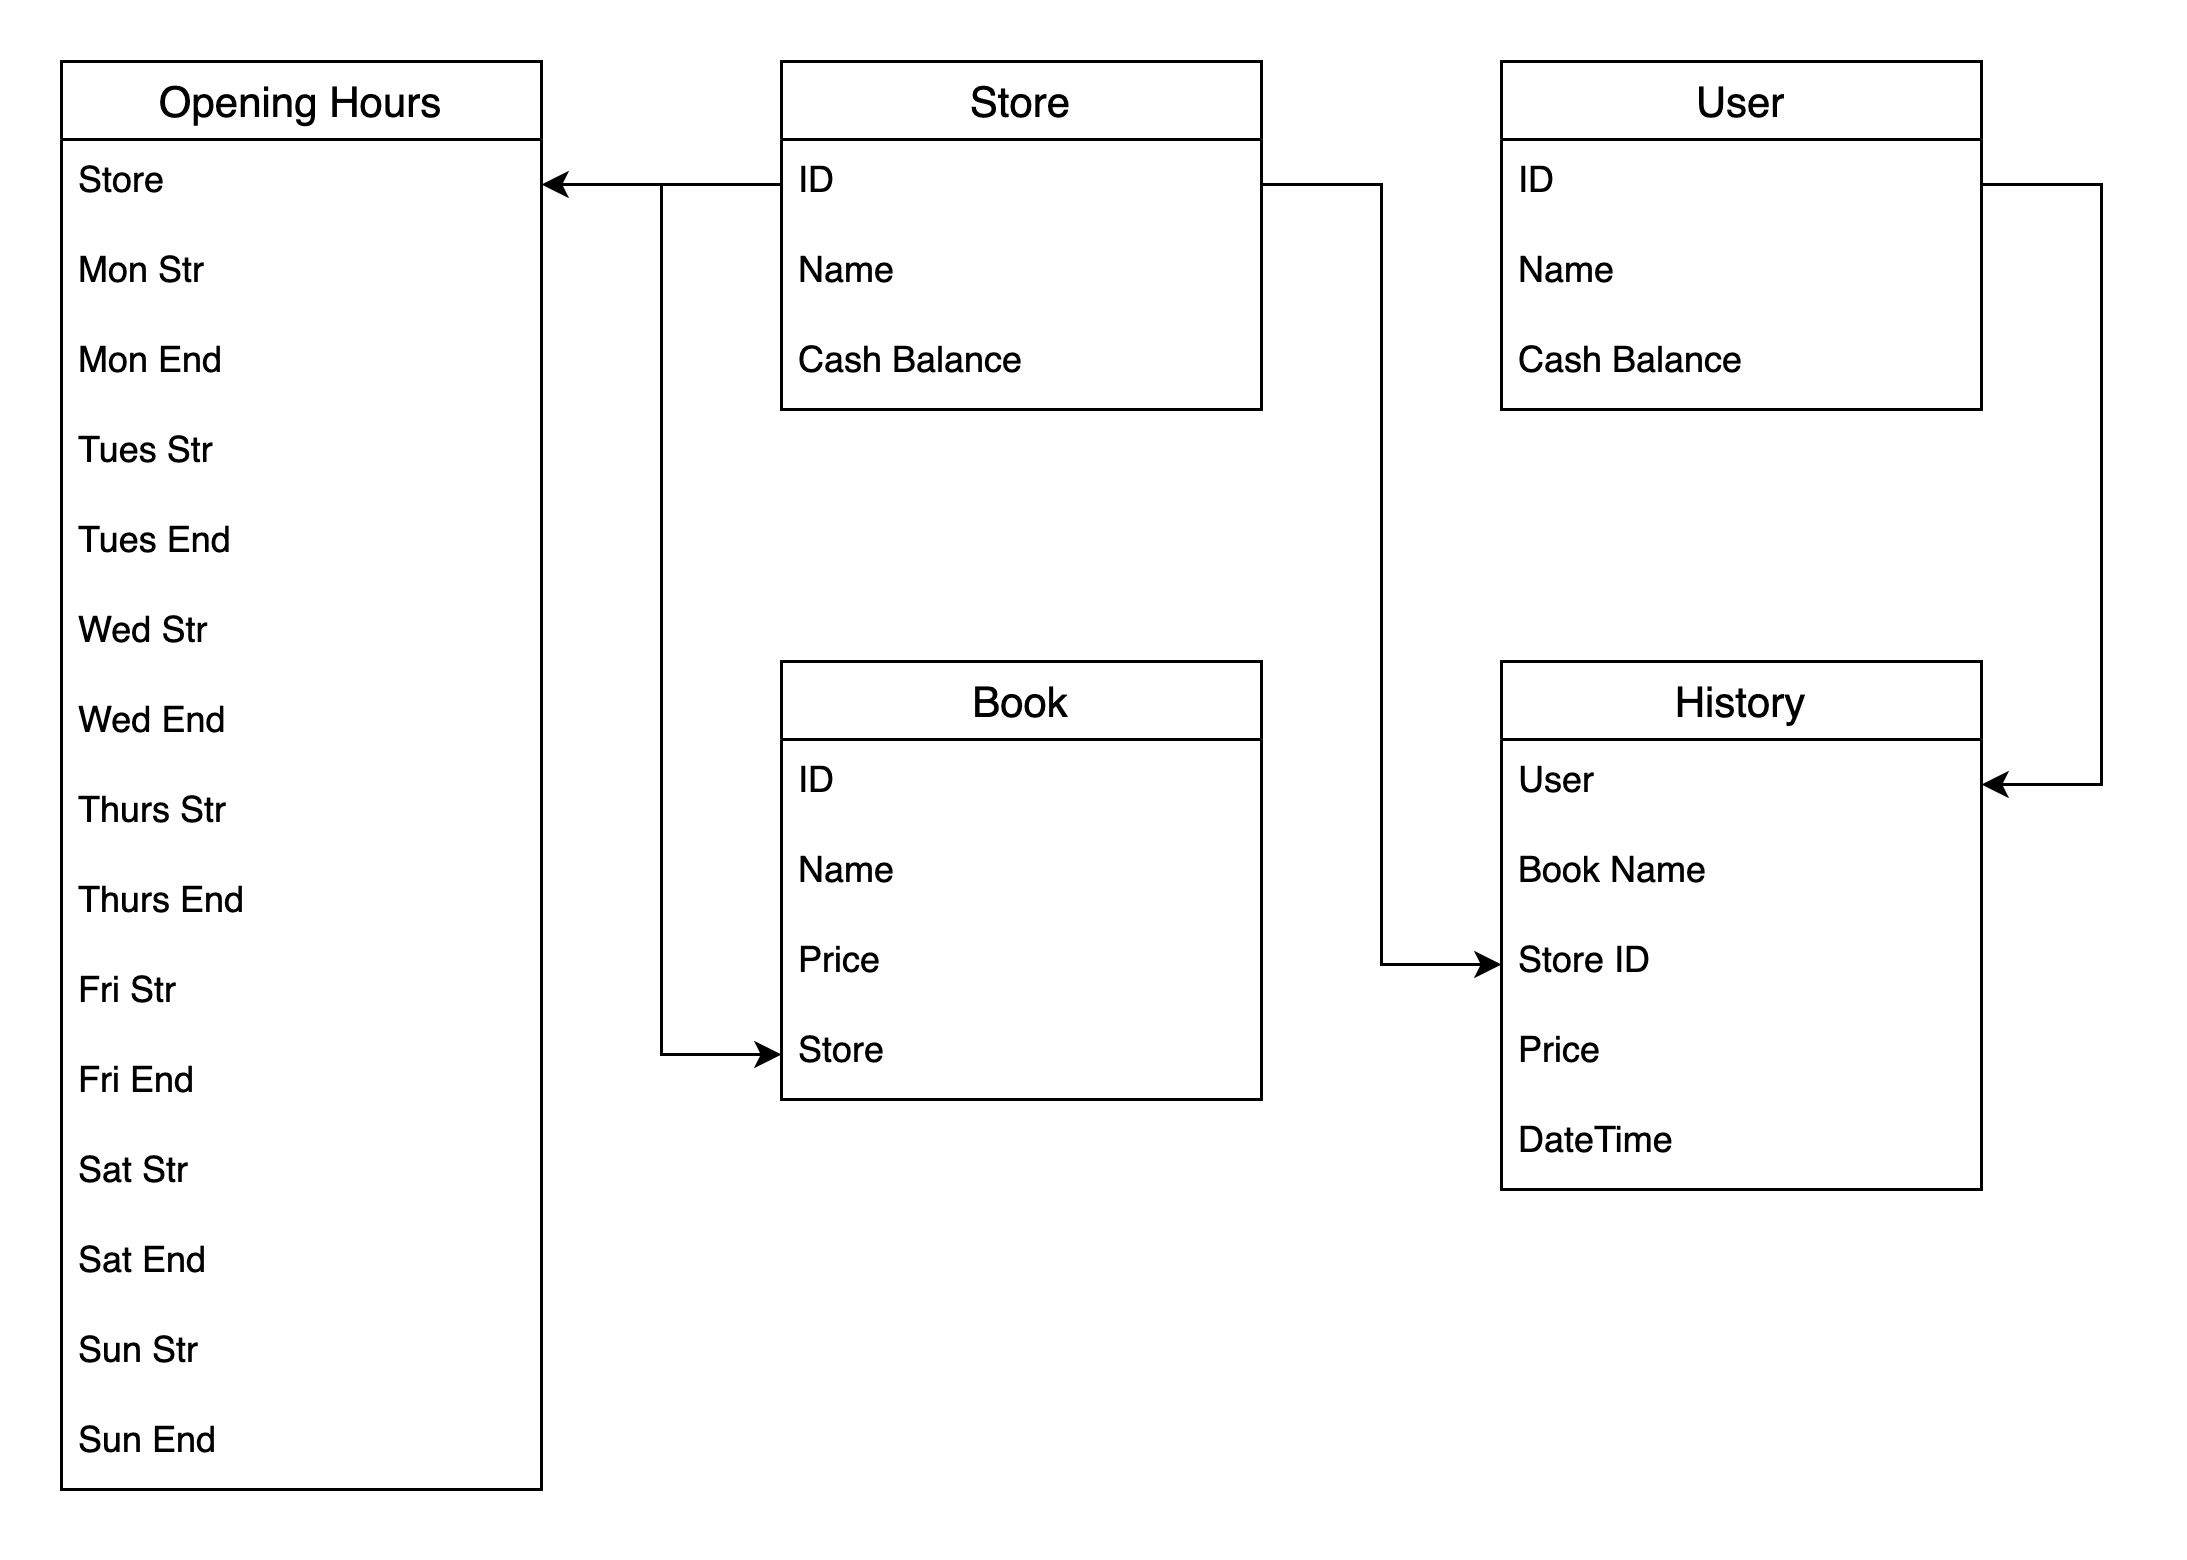 Opening Hours
Store
Mon Str
Mon End
Tues Str
Tues End
Wed Str
Wed End
Thurs Str
Thurs End
Fri Str
Fri End
Sat Str
Sat End
Sun Str
Sun End
Store
ID
Name
Cash Balance
User
ID
Name
Cash Balance
Book
ID
Name
Price
Store
History
User
Book Name
Store ID
Price
DateTime